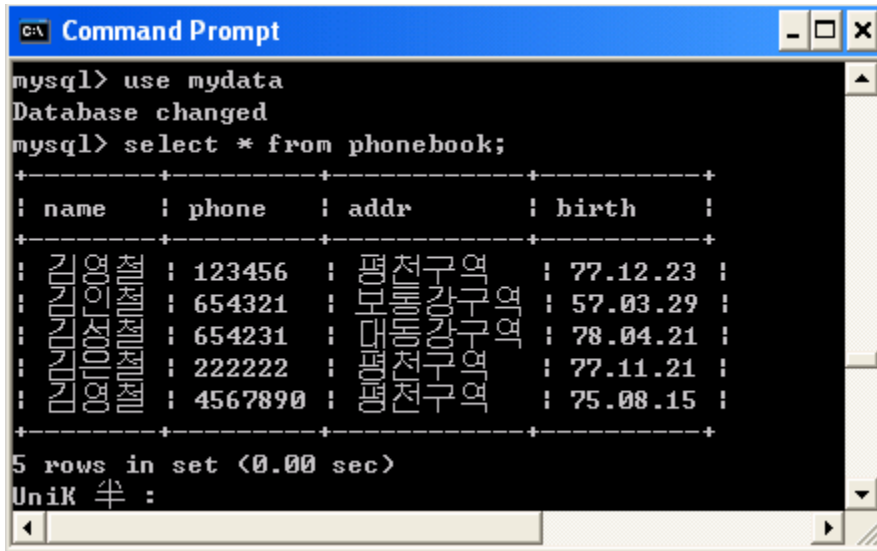 Command Prompt
mysql> use mydata
Database changed
mysql> select * from phonebook;
+--------+---------+------------+----------+
| name | phone | addr | birth |
+--------+---------+------------+----------+
| 김영철 | 123456 | 평천구역 | 77.12.23 |
| 김인철 | 654321 | 보통강구역 | 57.03.29 |
| 김성철 | 654231 | 대동강구역 | 78.04.21 |
| 김은철 | 222222 | 평천구역 | 77.11.21 |
| 김영철 | 4567890 | 평천구역 | 75.08.15 |
+--------+---------+------------+----------+
5 rows in set (0.00 sec)
UniK 半 :